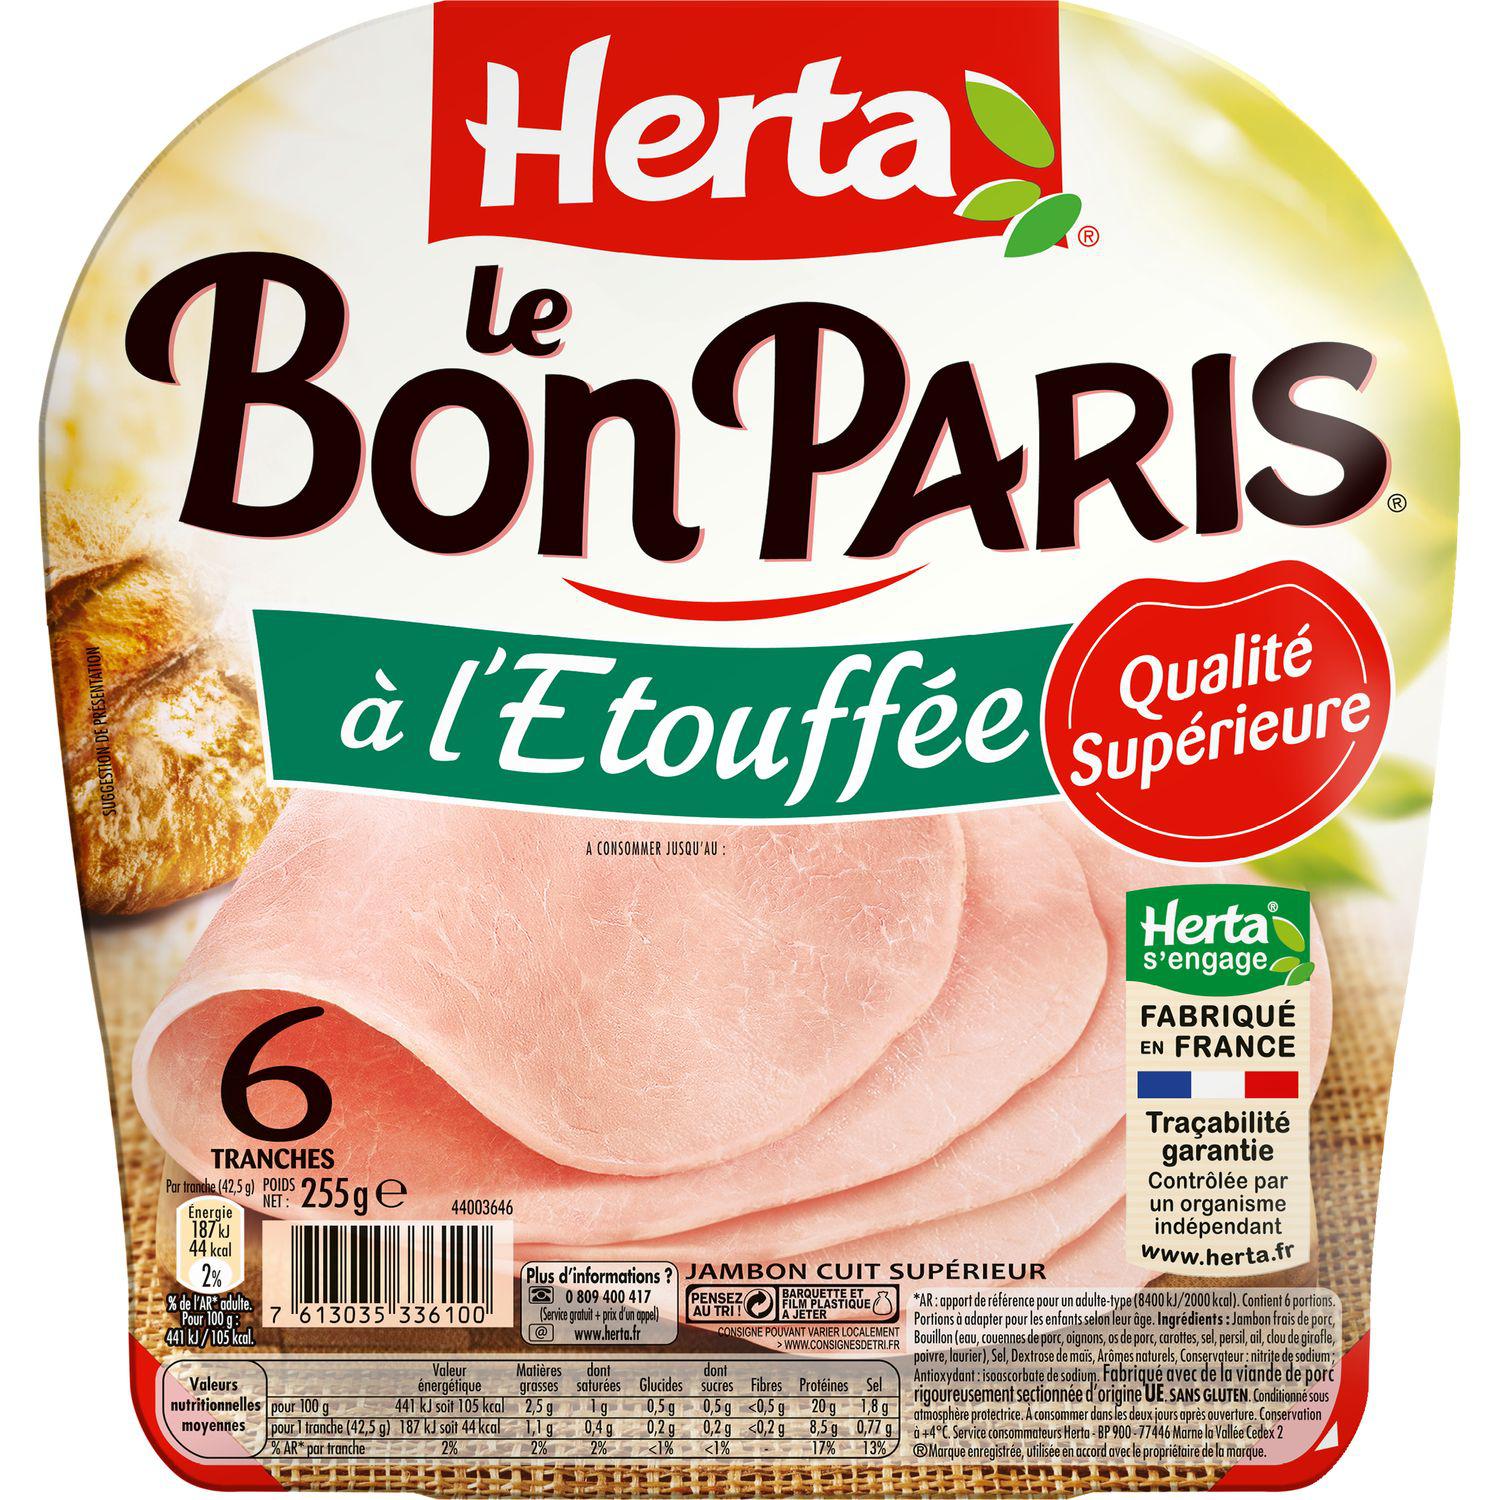 Herta
®
le
Bon PARIS
®
à l'Etouffée
Qualité
Supérieure
SUGGESTION DE PRÉSENTATION
A CONSOMMER JUSQU'AU :
Herta®
s'engage
FABRIQUÉ
EN FRANCE
Traçabilité
garantie
Contrôlée par
un organisme
indépendant
www.herta.fr
6
TRANCHES
Par tranche (42,5 g)
POIDS
NET : 255 g e
Énergie
187 kJ
44 kcal
2%
% de l'AR* adulte.
Pour 100 g :
441 kJ / 105 kcal.
44003646
7 613035 336100
Plus d'informations ?
0 809 400 417
(Service gratuit + prix d'un appel)
@ www.herta.fr
JAMBON CUIT SUPÉRIEUR
PENSEZ
AU TRI !
BARQUETTE ET
FILM PLASTIQUE
À JETER
CONSIGNE POUVANT VARIER LOCALEMENT
> WWW.CONSIGNESDETRI.FR
*AR : apport de référence pour un adulte-type (8400 kJ/2000 kcal). Contient 6 portions.
Portions à adapter pour les enfants selon leur âge. Ingrédients : Jambon frais de porc,
Bouillon (eau, couennes de porc, oignons, os de porc, carottes, sel, persil, ail, clou de girofle,
poivre, laurier), Sel, Dextrose de maïs, Arômes naturels, Conservateur : nitrite de sodium ;
Antioxydant : isoascorbate de sodium. Fabriqué avec de la viande de porc
rigoureusement sectionnée d'origine UE. SANS GLUTEN. Conditionné sous
atmosphère protectrice. À consommer dans les deux jours après ouverture. Conservation
à +4°C. Service consommateurs Herta - BP 900 - 77446 Marne la Vallée Cedex 2
®Marque enregistrée, utilisée en accord avec le propriétaire de la marque.
Valeurs nutritionnelles moyennes
Valeur énergétique Matières grasses dont saturées Glucides dont sucres Fibres Protéines Sel
pour 100 g 441 kJ soit 105 kcal 2,5 g 1 g 0,5 g 0,5 g <0,5 g 20 g 1,8 g
pour 1 tranche (42,5 g) 187 kJ soit 44 kcal 1,1 g 0,4 g 0,2 g 0,2 g <0,2 g 8,5 g 0,77 g
% AR* par tranche 2% 2% 2% <1% <1% - 17% 13%